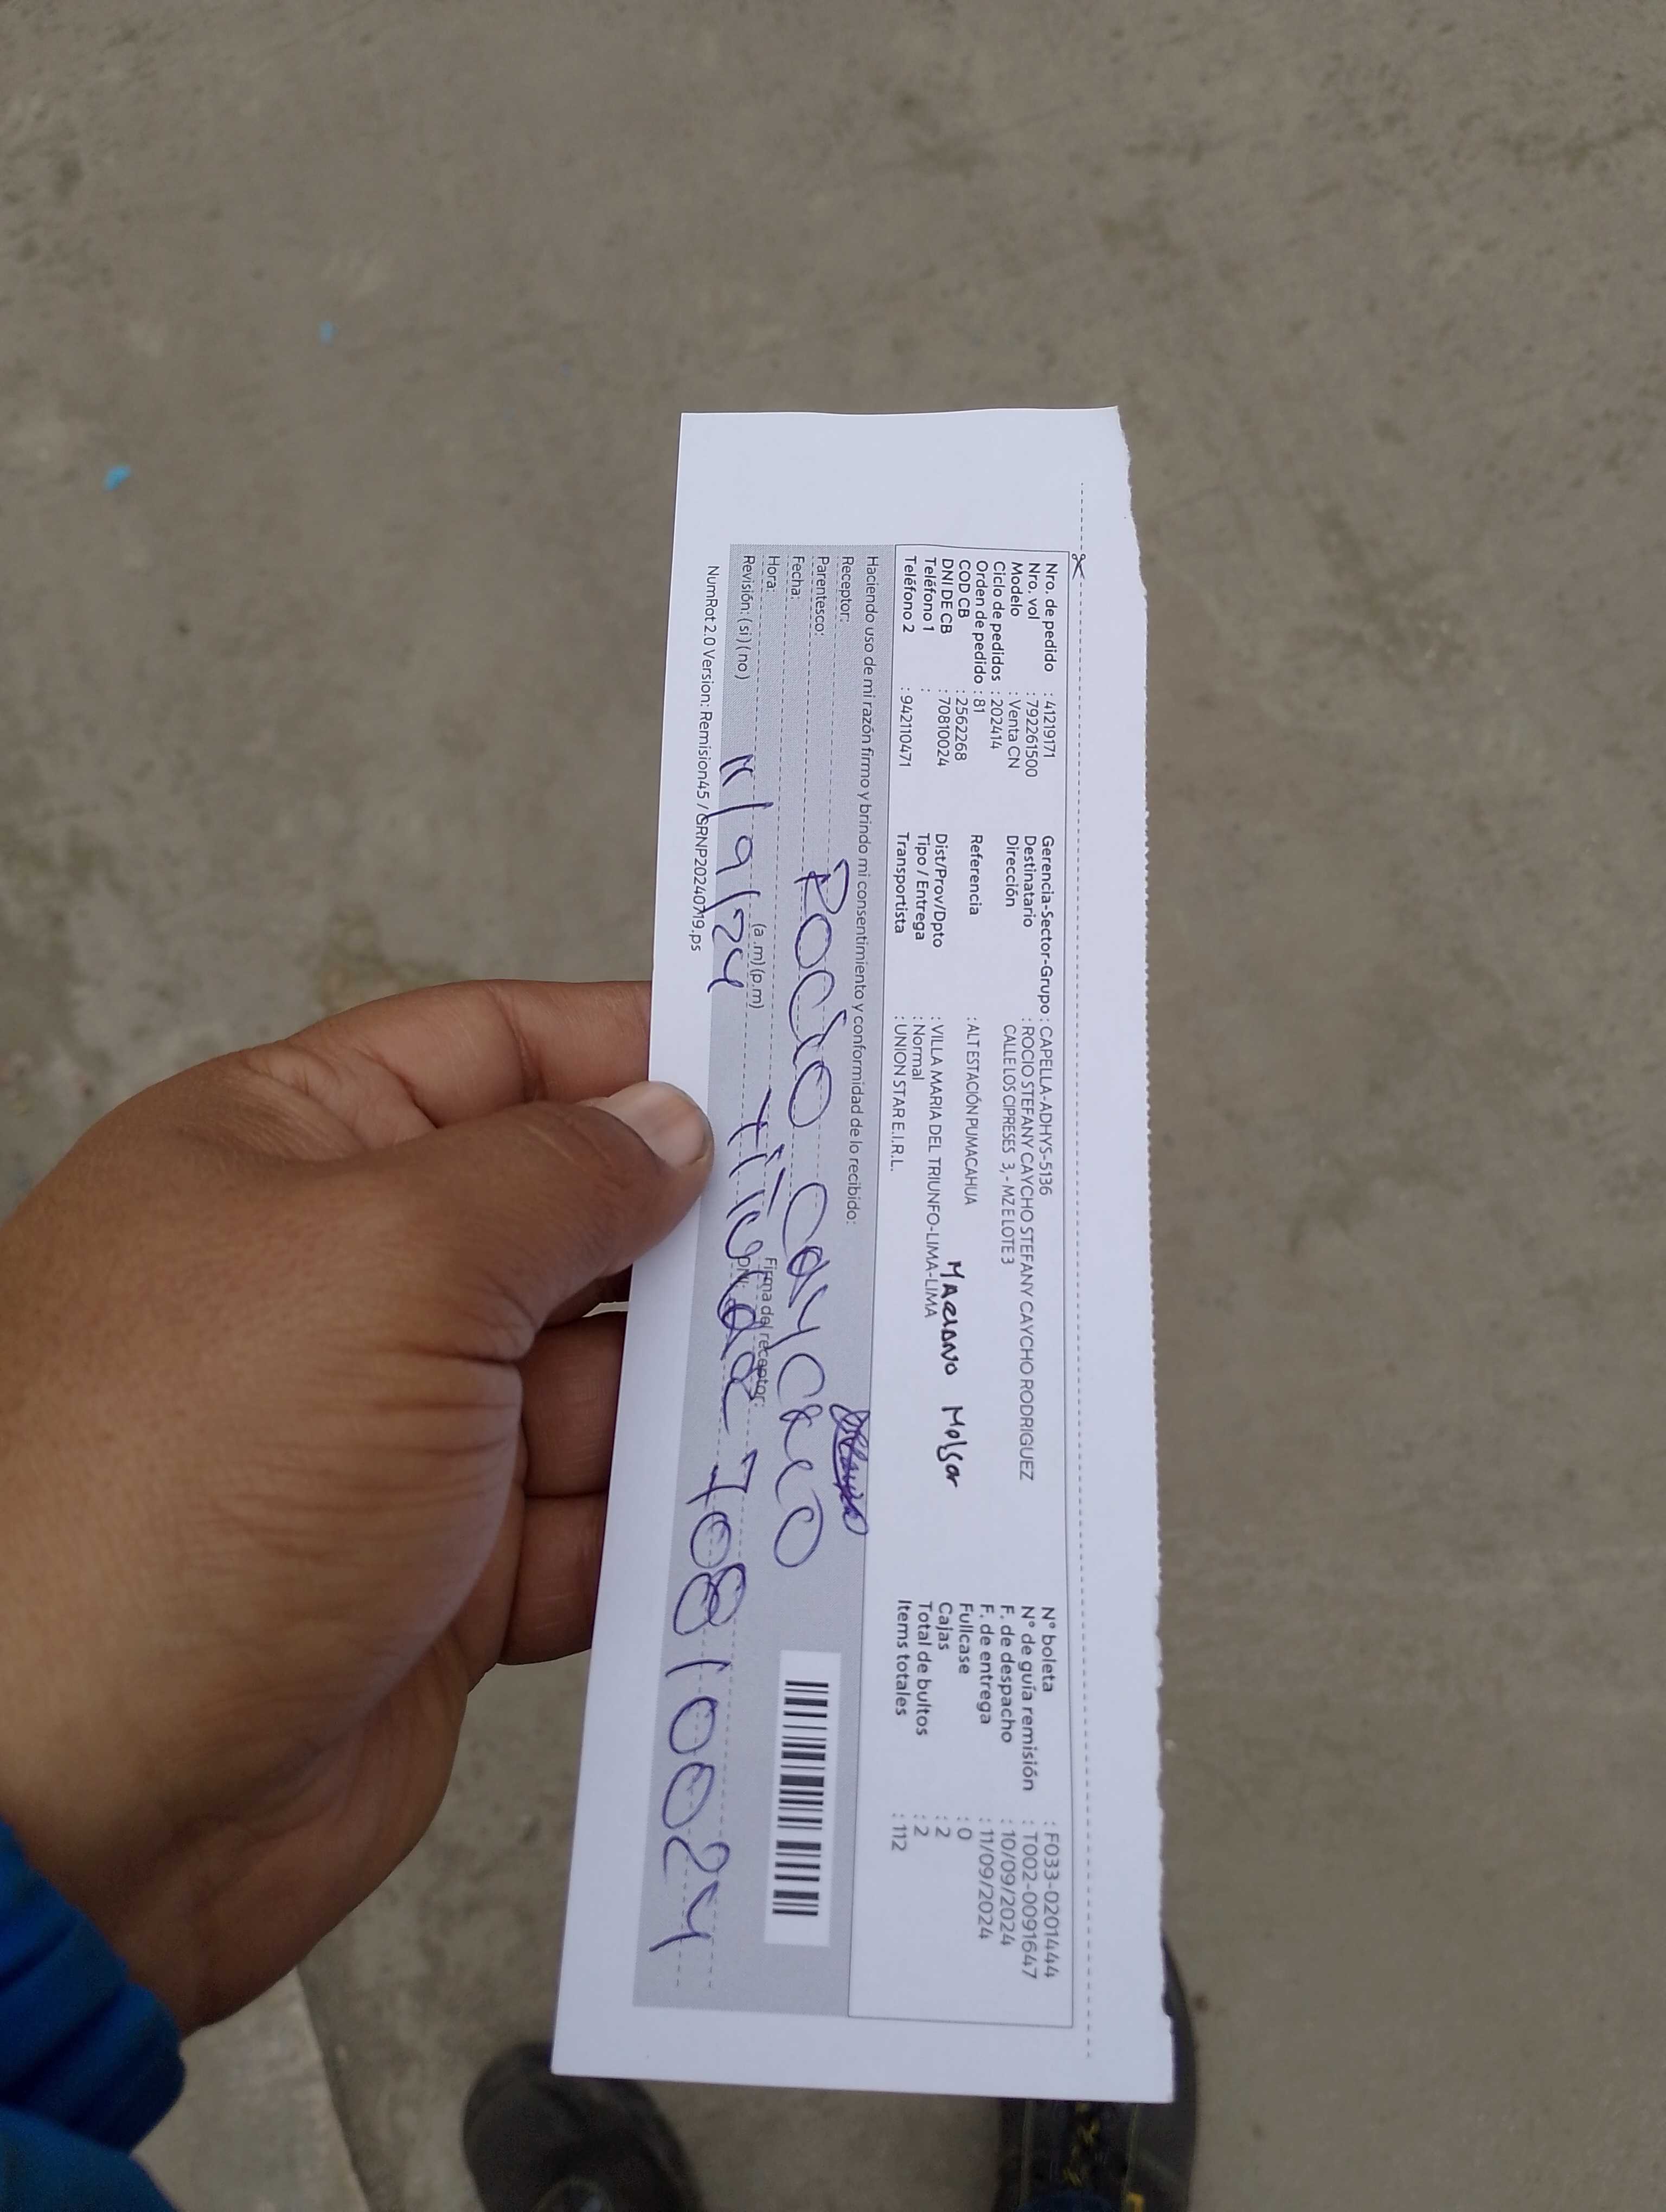 Nro. de pedido : 41219171
Nro. vol : 792261500
Modelo : Venta CN
Ciclo de pedidos : 202414
Orden de pedido : 81
COD CB : 2562268
DNI DE CB : 70810024
Teléfono 1 :
Teléfono 2 : 942110471
Gerencia-Sector-Grupo : CAPELLA-ADHYS-5136
Destinatario : ROCIO STEFANY CAYCHO STEFANY CAYCHO RODRIGUEZ
Dirección CALLE LOS CIPRESES 3, - MZ E LOTE 3
Referencia : ALT ESTACIÓN PUMACAHUA
Mariano Melgar
Dist/Prov/Dpto : VILLA MARIA DEL TRIUNFO-LIMA-LIMA
Tipo / Entrega : Normal
Transportista : UNION STAR E.I.R.L.
N° boleta : F033-0201444
N° de guía remisión : T002-0091647
F. de despacho : 10/09/2024
F. de entrega : 11/09/2024
Fullcase : 0
Cajas : 2
Total de bultos : 2
Items totales : 112
Haciendo uso de mi razón firmo y brindo mi consentimiento y conformidad de lo recibido:
Receptor:
Parentesco: Rocio Caycho
Fecha:
Hora: (a .m) (p.m) Firma del receptor:
Revisión: (si) (no) 11/9/24 titular 70810024
DNI:
NumRot 2.0 Version: Remision45 / GRNP20240719.ps